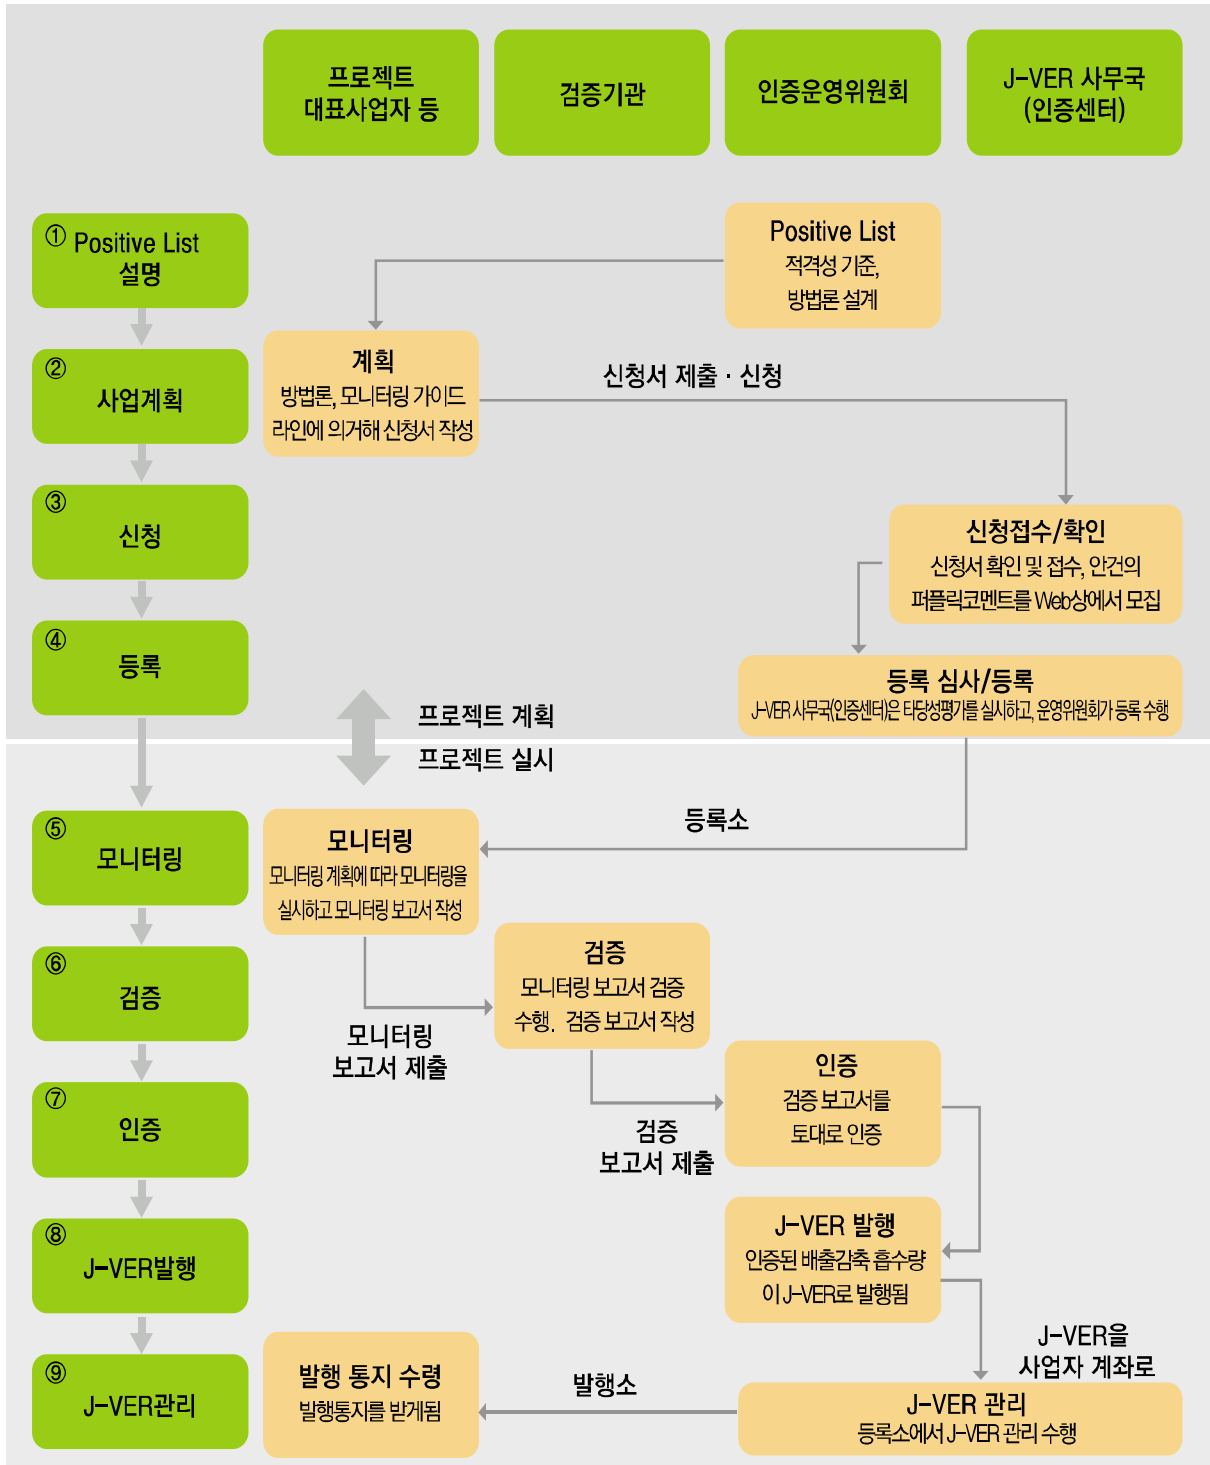 프로젝트
대표사업자 등
검증기관
인증운영위원회
J-VER 사무국
(인증센터)
①
Positive List
설명
Positive List
적격성 기준,
방법론 설계
②
사업계획
계획
방법론, 모니터링 가이드
라인에 의거해 신청서 작성
신청서 제출 · 신청
③
신청
신청접수/확인
신청서 확인 및 접수, 안건의
퍼플릭코멘트를 Web상에서 모집
④
등록
등록 심사/등록
J-VER 사무국(인증센터)은 타당성평가를 실시하고, 운영위원회가 등록 수행
프로젝트 계획
프로젝트 실시
⑤
모니터링
모니터링
모니터링 계획에 따라 모니터링을
실시하고 모니터링 보고서 작성
등록소
⑥
검증
검증
모니터링 보고서 검증
수행. 검증 보고서 작성
모니터링
보고서 제출
⑦
인증
인증
검증 보고서를
토대로 인증
검증
보고서 제출
⑧
J-VER발행
J-VER 발행
인증된 배출감축 흡수량
이 J-VER로 발행됨
J-VER을
사업자 계좌로
⑨
J-VER관리
발행 통지 수령
발행통지를 받게됨
발행소
J-VER 관리
등록소에서 J-VER 관리 수행